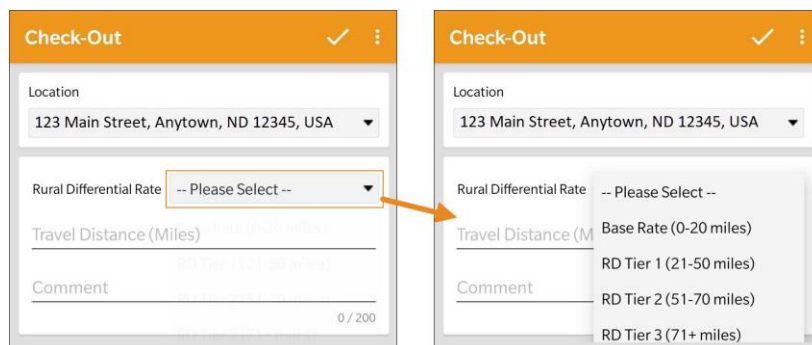 Check-Out
Location
123 Main Street, Anytown, ND 12345, USA
Rural Differential Rate -- Please Select --
Travel Distance (Miles)
Comment
0 / 200
Check-Out
Location
123 Main Street, Anytown, ND 12345, USA
Rural Differential Rate
-- Please Select --
Base Rate (0-20 miles)
Travel Distance (M
RD Tier 1 (21-50 miles)
Comment
RD Tier 2 (51-70 miles)
RD Tier 3 (71+ miles)